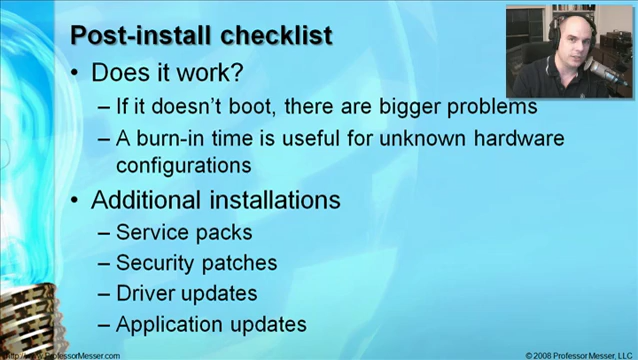 Post-install checklist
• Does it work?
– If it doesn't boot, there are bigger problems
– A burn-in time is useful for unknown hardware
configurations
• Additional installations
– Service packs
– Security patches
– Driver updates
– Application updates
http://www.ProfessorMesser.com
© 2008 Professor Messer, LLC